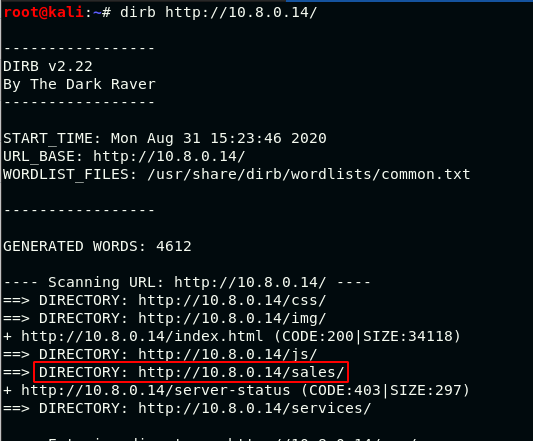 root@kali:~# dirb http://10.8.0.14/
-----------------
DIRB v2.22
By The Dark Raver
-----------------
START_TIME: Mon Aug 31 15:23:46 2020
URL_BASE: http://10.8.0.14/
WORDLIST_FILES: /usr/share/dirb/wordlists/common.txt
-----------------
GENERATED WORDS: 4612
---- Scanning URL: http://10.8.0.14/ ----
==> DIRECTORY: http://10.8.0.14/css/
==> DIRECTORY: http://10.8.0.14/img/
+ http://10.8.0.14/index.html (CODE:200|SIZE:34118)
==> DIRECTORY: http://10.8.0.14/js/
==> DIRECTORY: http://10.8.0.14/sales/
+ http://10.8.0.14/server-status (CODE:403|SIZE:297)
==> DIRECTORY: http://10.8.0.14/services/